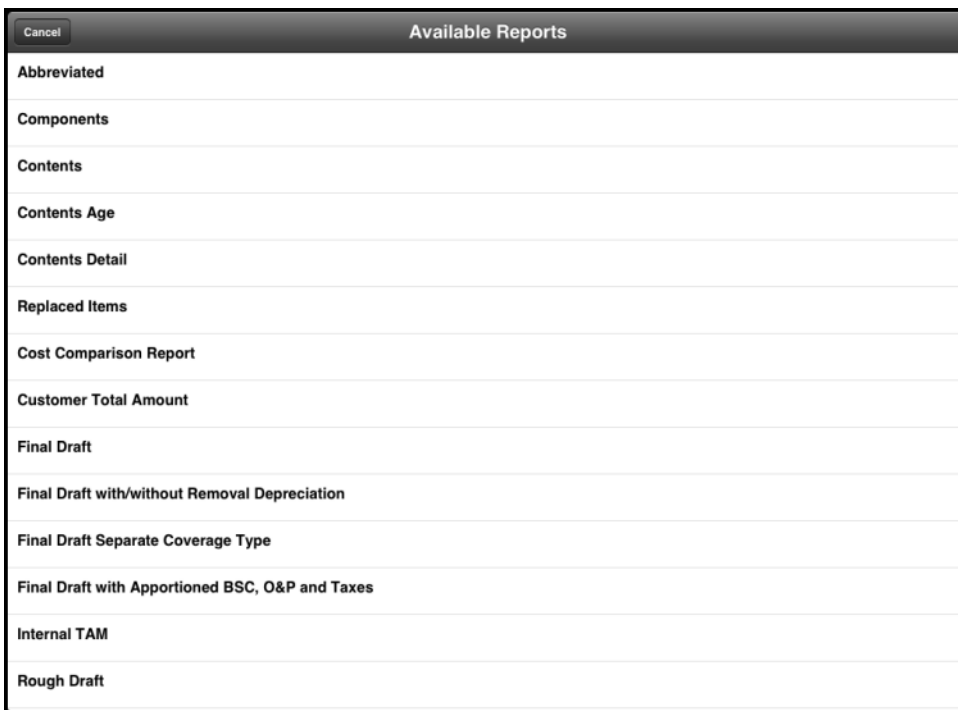 Cancel
Available Reports
Abbreviated
Components
Contents
Contents Age
Contents Detail
Replaced Items
Cost Comparison Report
Customer Total Amount
Final Draft
Final Draft with/without Removal Depreciation
Final Draft Separate Coverage Type
Final Draft with Apportioned BSC, O&P and Taxes
Internal TAM
Rough Draft